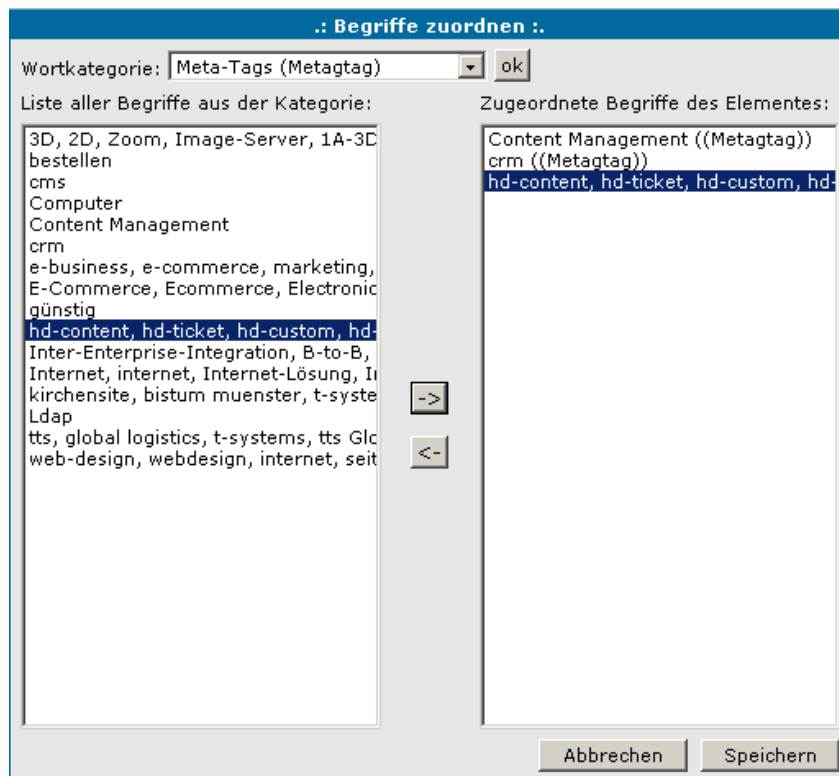 .: Begriffe zuordnen :.
Wortkategorie: Meta-Tags (Metagtag) ok
Liste aller Begriffe aus der Kategorie:
3D, 2D, Zoom, Image-Server, 1A-3D
bestellen
cms
Computer
Content Management
crm
e-business, e-commerce, marketing,
E-Commerce, Ecommerce, Electronic
günstig
hd-content, hd-ticket, hd-custom, hd-
Inter-Enterprise-Integration, B-to-B,
Internet, internet, Internet-Lösung,
kirchensite, bistum muenster, t-syste
Ldap
tts, global logistics, t-systems, tts Glo
web-design, webdesign, internet, seit
->
<-
Zugeordnete Begriffe des Elementes:
Content Management ((Metagtag))
crm ((Metagtag))
hd-content, hd-ticket, hd-custom, hd-
Abbrechen Speichern